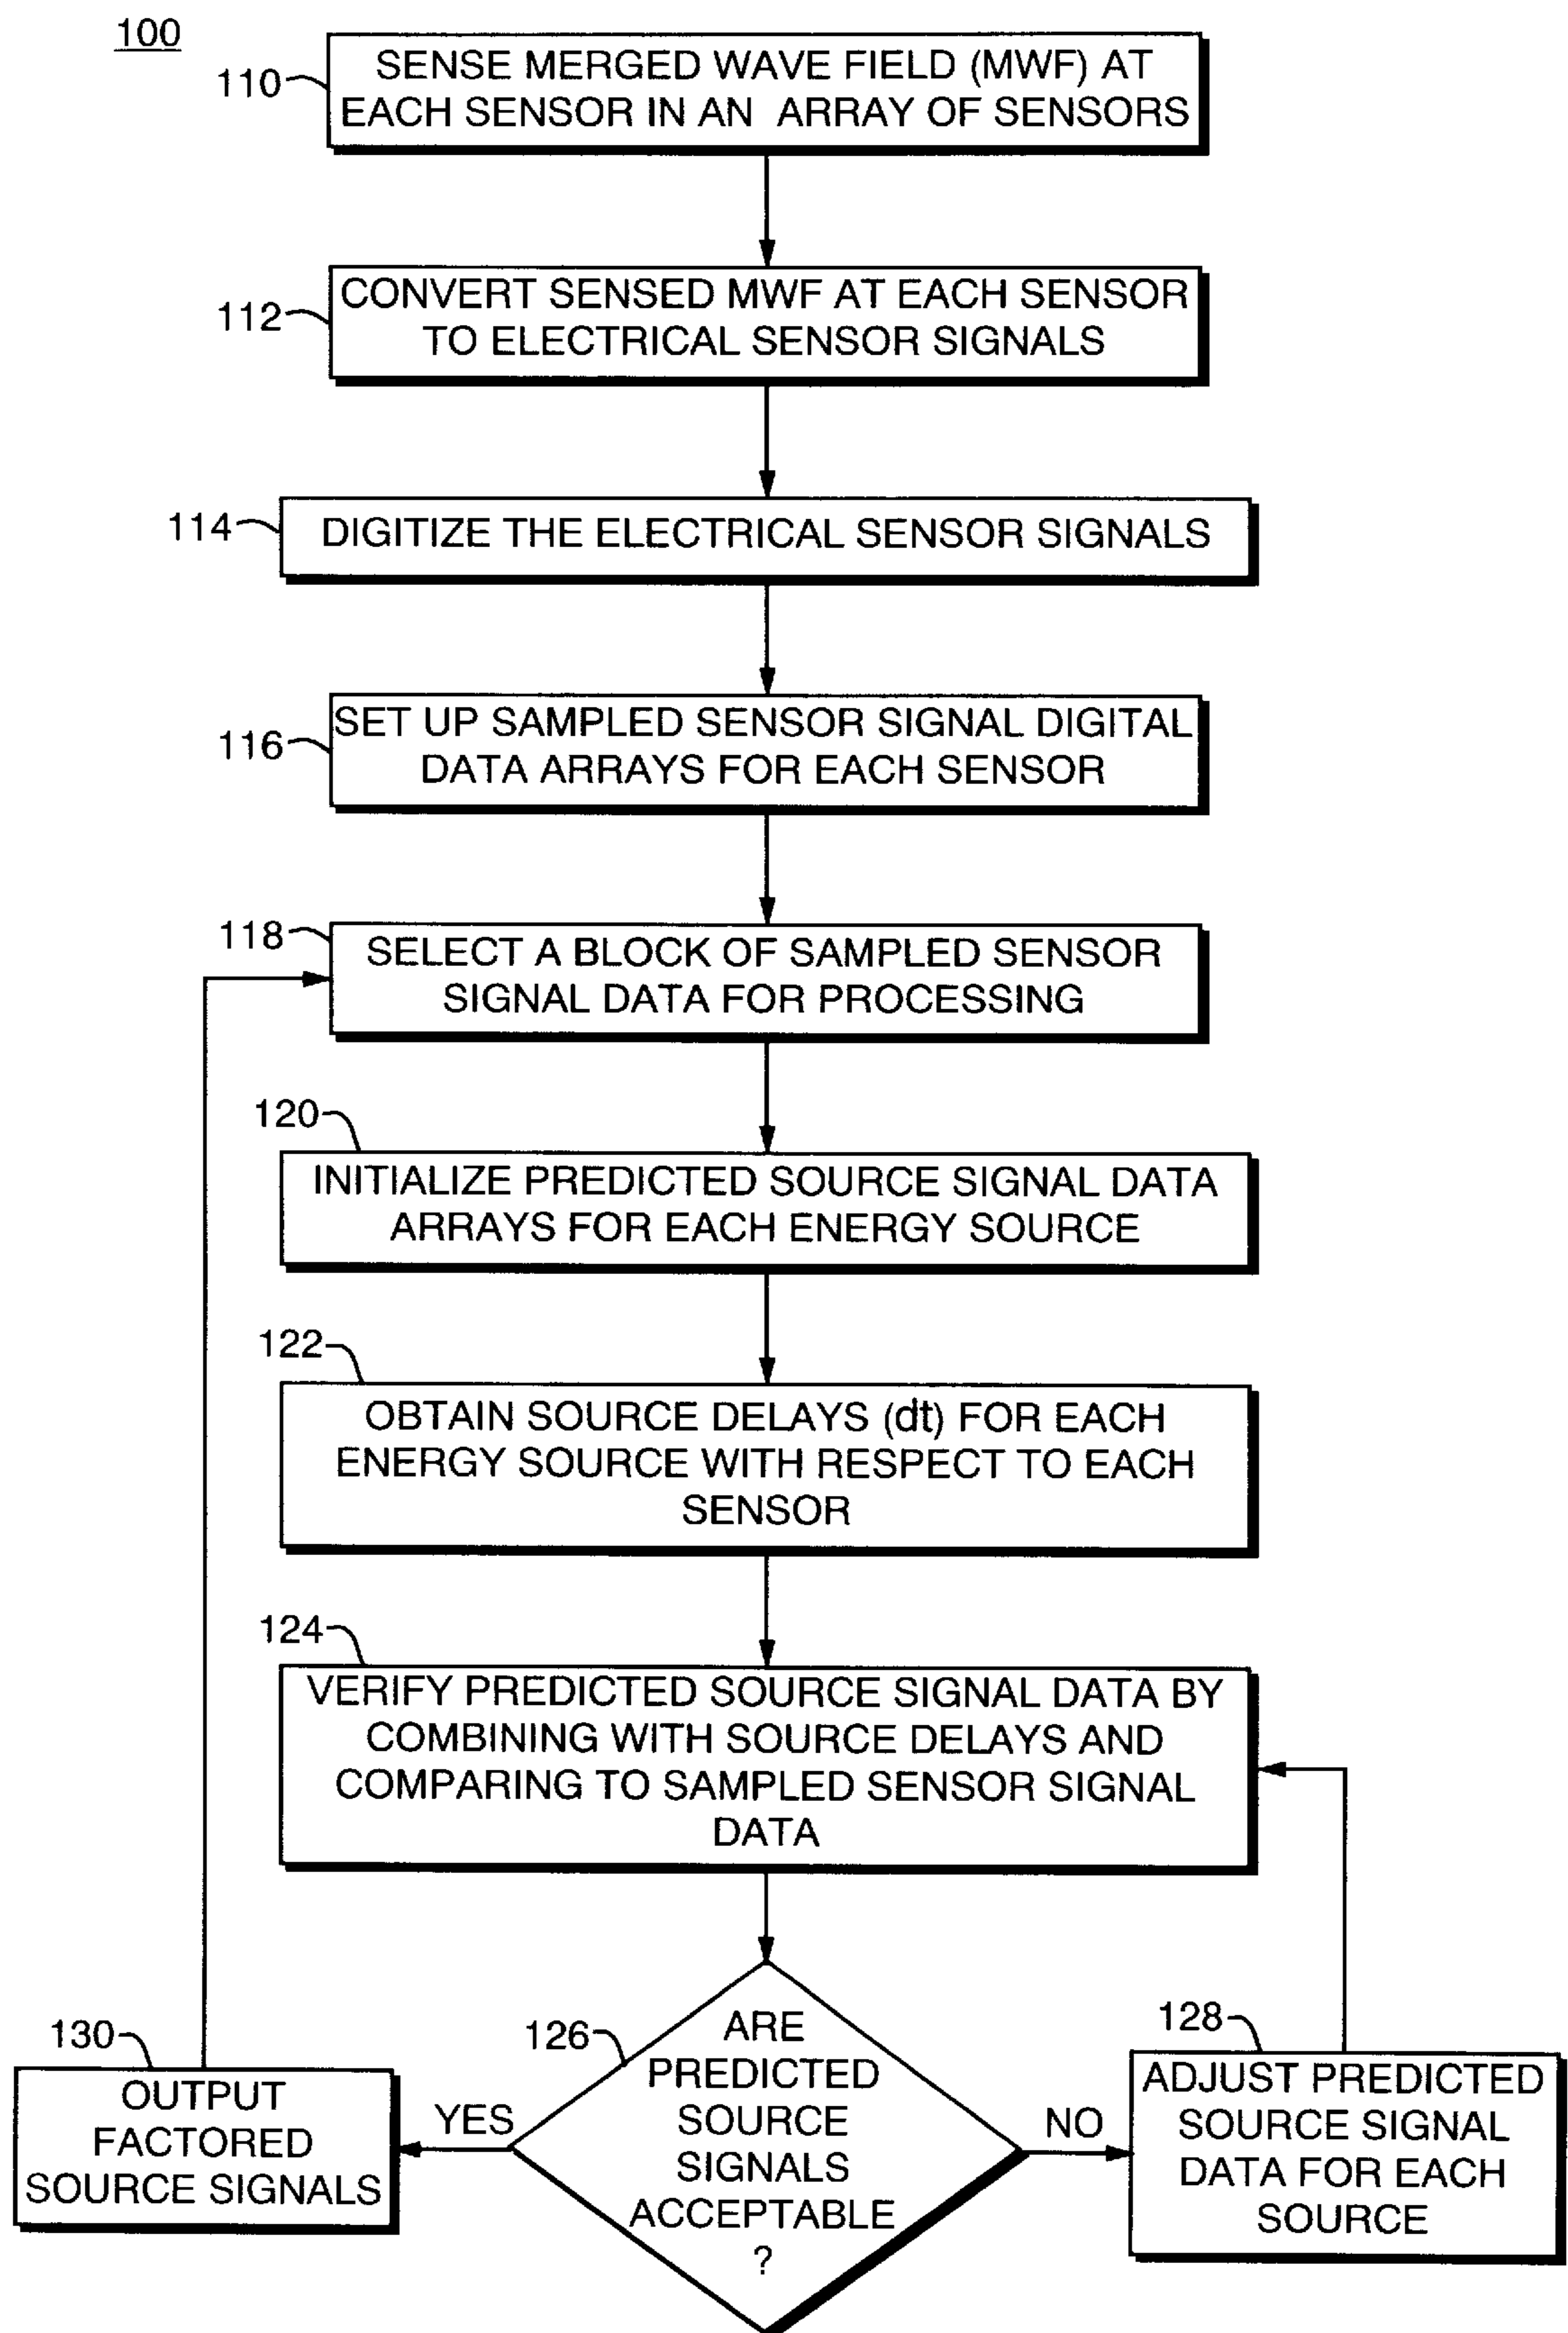 100
110
SENSE MERGED WAVE FIELD (MWF) AT
EACH SENSOR IN AN ARRAY OF SENSORS
112
CONVERT SENSED MWF AT EACH SENSOR
TO ELECTRICAL SENSOR SIGNALS
114
DIGITIZE THE ELECTRICAL SENSOR SIGNALS
116
SET UP SAMPLED SENSOR SIGNAL DIGITAL
DATA ARRAYS FOR EACH SENSOR
118
SELECT A BLOCK OF SAMPLED SENSOR
SIGNAL DATA FOR PROCESSING
120
INITIALIZE PREDICTED SOURCE SIGNAL DATA
ARRAYS FOR EACH ENERGY SOURCE
122
OBTAIN SOURCE DELAYS (dt) FOR EACH
ENERGY SOURCE WITH RESPECT TO EACH
SENSOR
124
VERIFY PREDICTED SOURCE SIGNAL DATA BY
COMBINING WITH SOURCE DELAYS AND
COMPARING TO SAMPLED SENSOR SIGNAL
DATA
126
ARE
PREDICTED
SOURCE
SIGNALS
ACCEPTABLE
?
YES
NO
130
OUTPUT
FACTORED
SOURCE SIGNALS
128
ADJUST PREDICTED
SOURCE SIGNAL
DATA FOR EACH
SOURCE